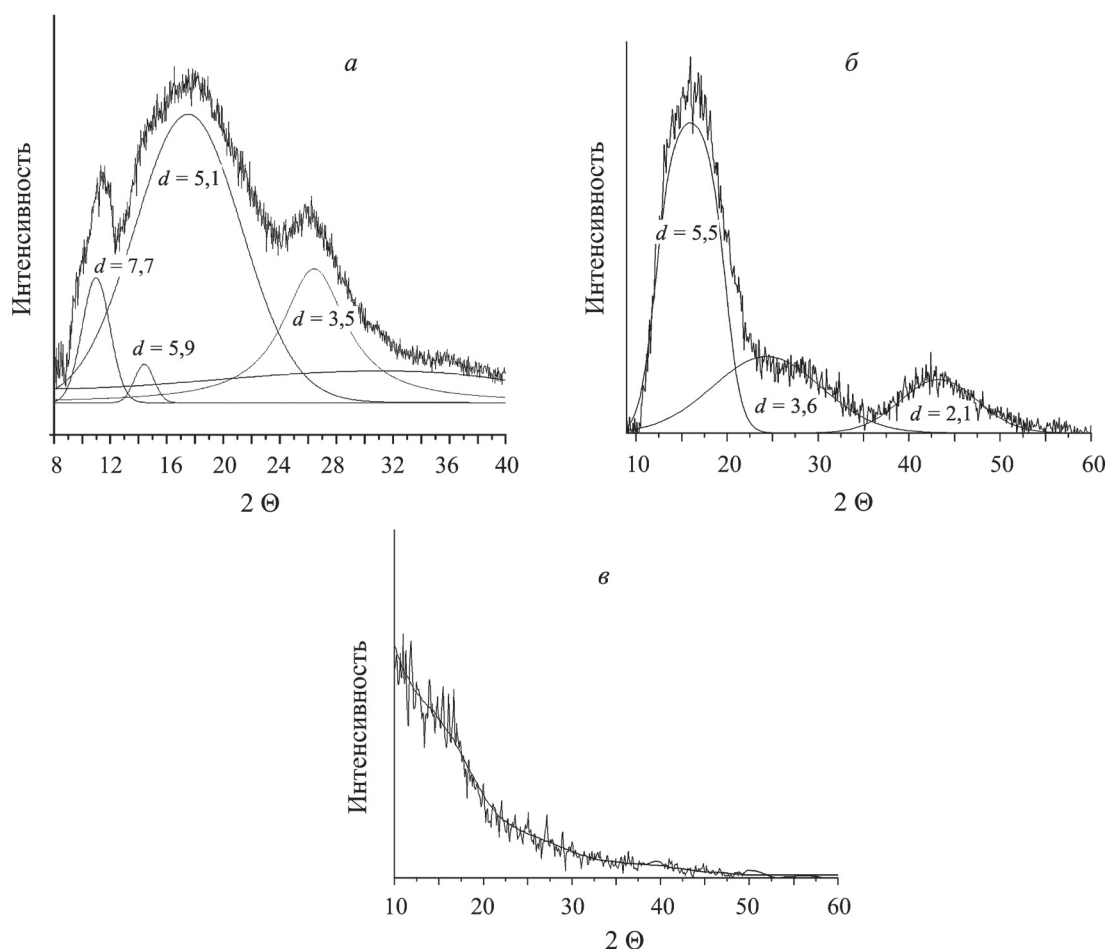 а
Интенсивность
d = 7,7
d = 5,1
d = 5,9
d = 3,5
8 12 16 20 24 28 32 36 40
2 Θ
б
Интенсивность
d = 5,5
d = 3,6
d = 2,1
10 20 30 40 50 60
2 Θ
в
Интенсивность
10 20 30 40 50 60
2 Θ